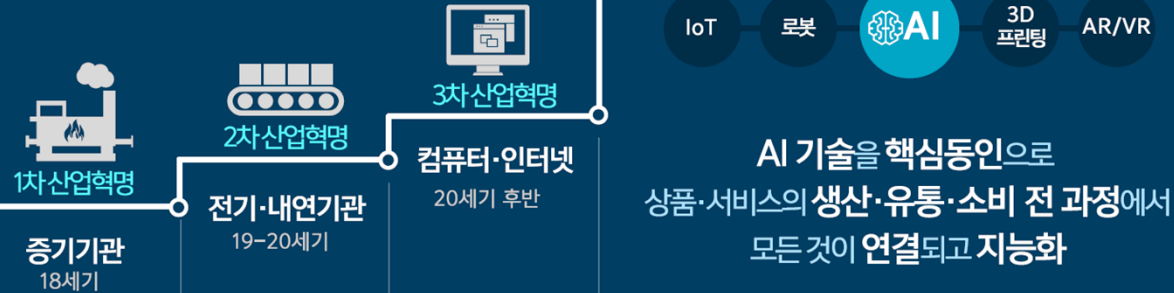 1차 산업혁명
증기기관
18세기
2차 산업혁명
전기·내연기관
19-20세기
3차 산업혁명
컴퓨터·인터넷
20세기 후반
IoT
로봇
AI
3D
프린팅
AR/VR
AI 기술을 핵심동인으로
상품·서비스의 생산·유통·소비 전 과정에서
모든 것이 연결되고 지능화